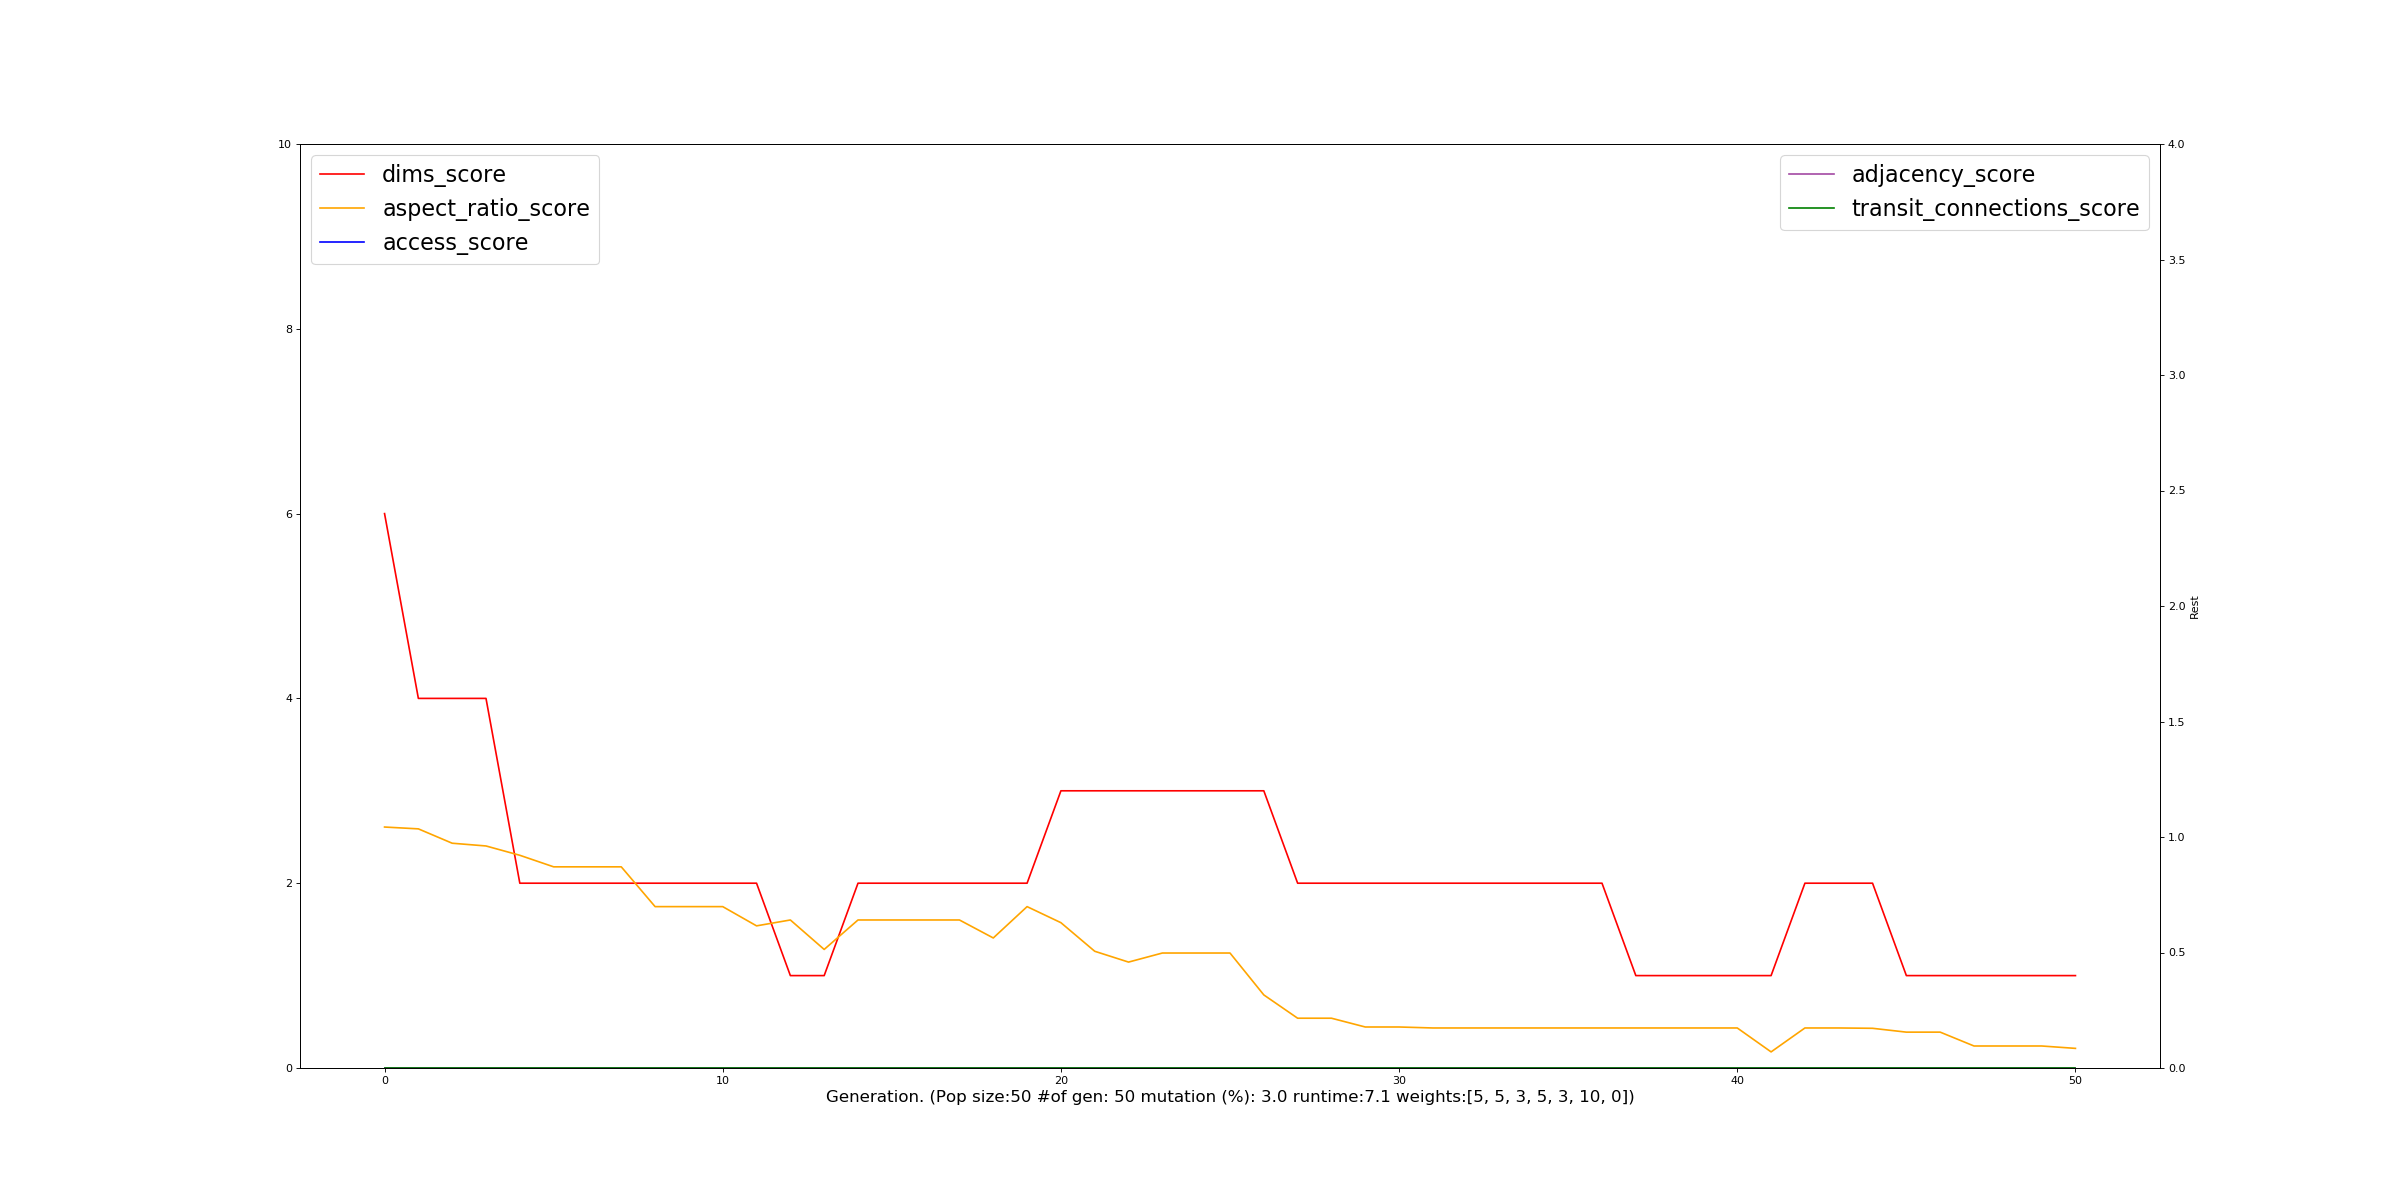 dims_score
aspect_ratio_score
access_score
adjacency_score
transit_connections_score
10
8
6
4
2
0
4.0
3.5
3.0
2.5
2.0
1.5
1.0
0.5
0.0
Rest
0 10 20 30 40 50
Generation. (Pop size:50 #of gen: 50 mutation (%): 3.0 runtime:7.1 weights:[5, 5, 3, 5, 3, 10, 0])